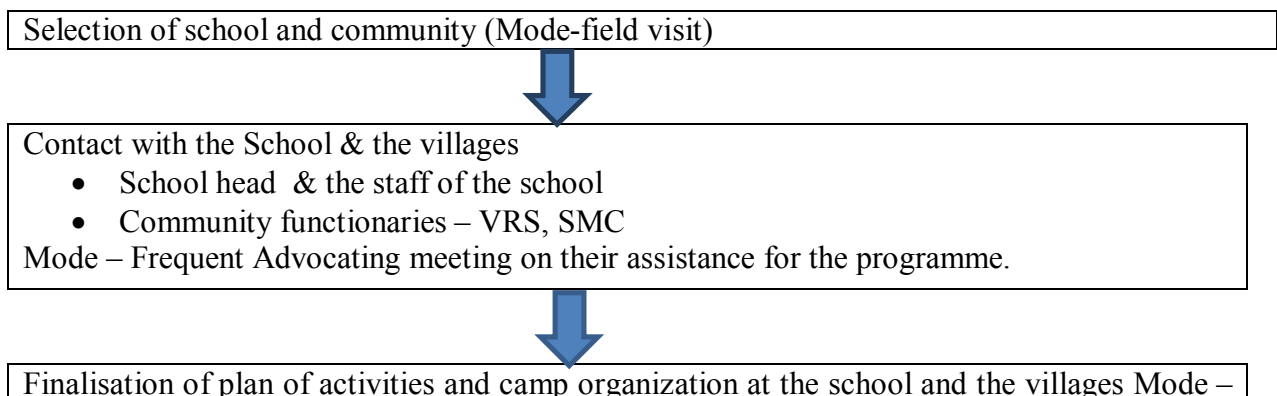 Selection of school and community (Mode-field visit)
Contact with the School & the villages
• School head & the staff of the school
• Community functionaries – VRS, SMC
Mode – Frequent Advocating meeting on their assistance for the programme.
Finalisation of plan of activities and camp organization at the school and the villages Mode –